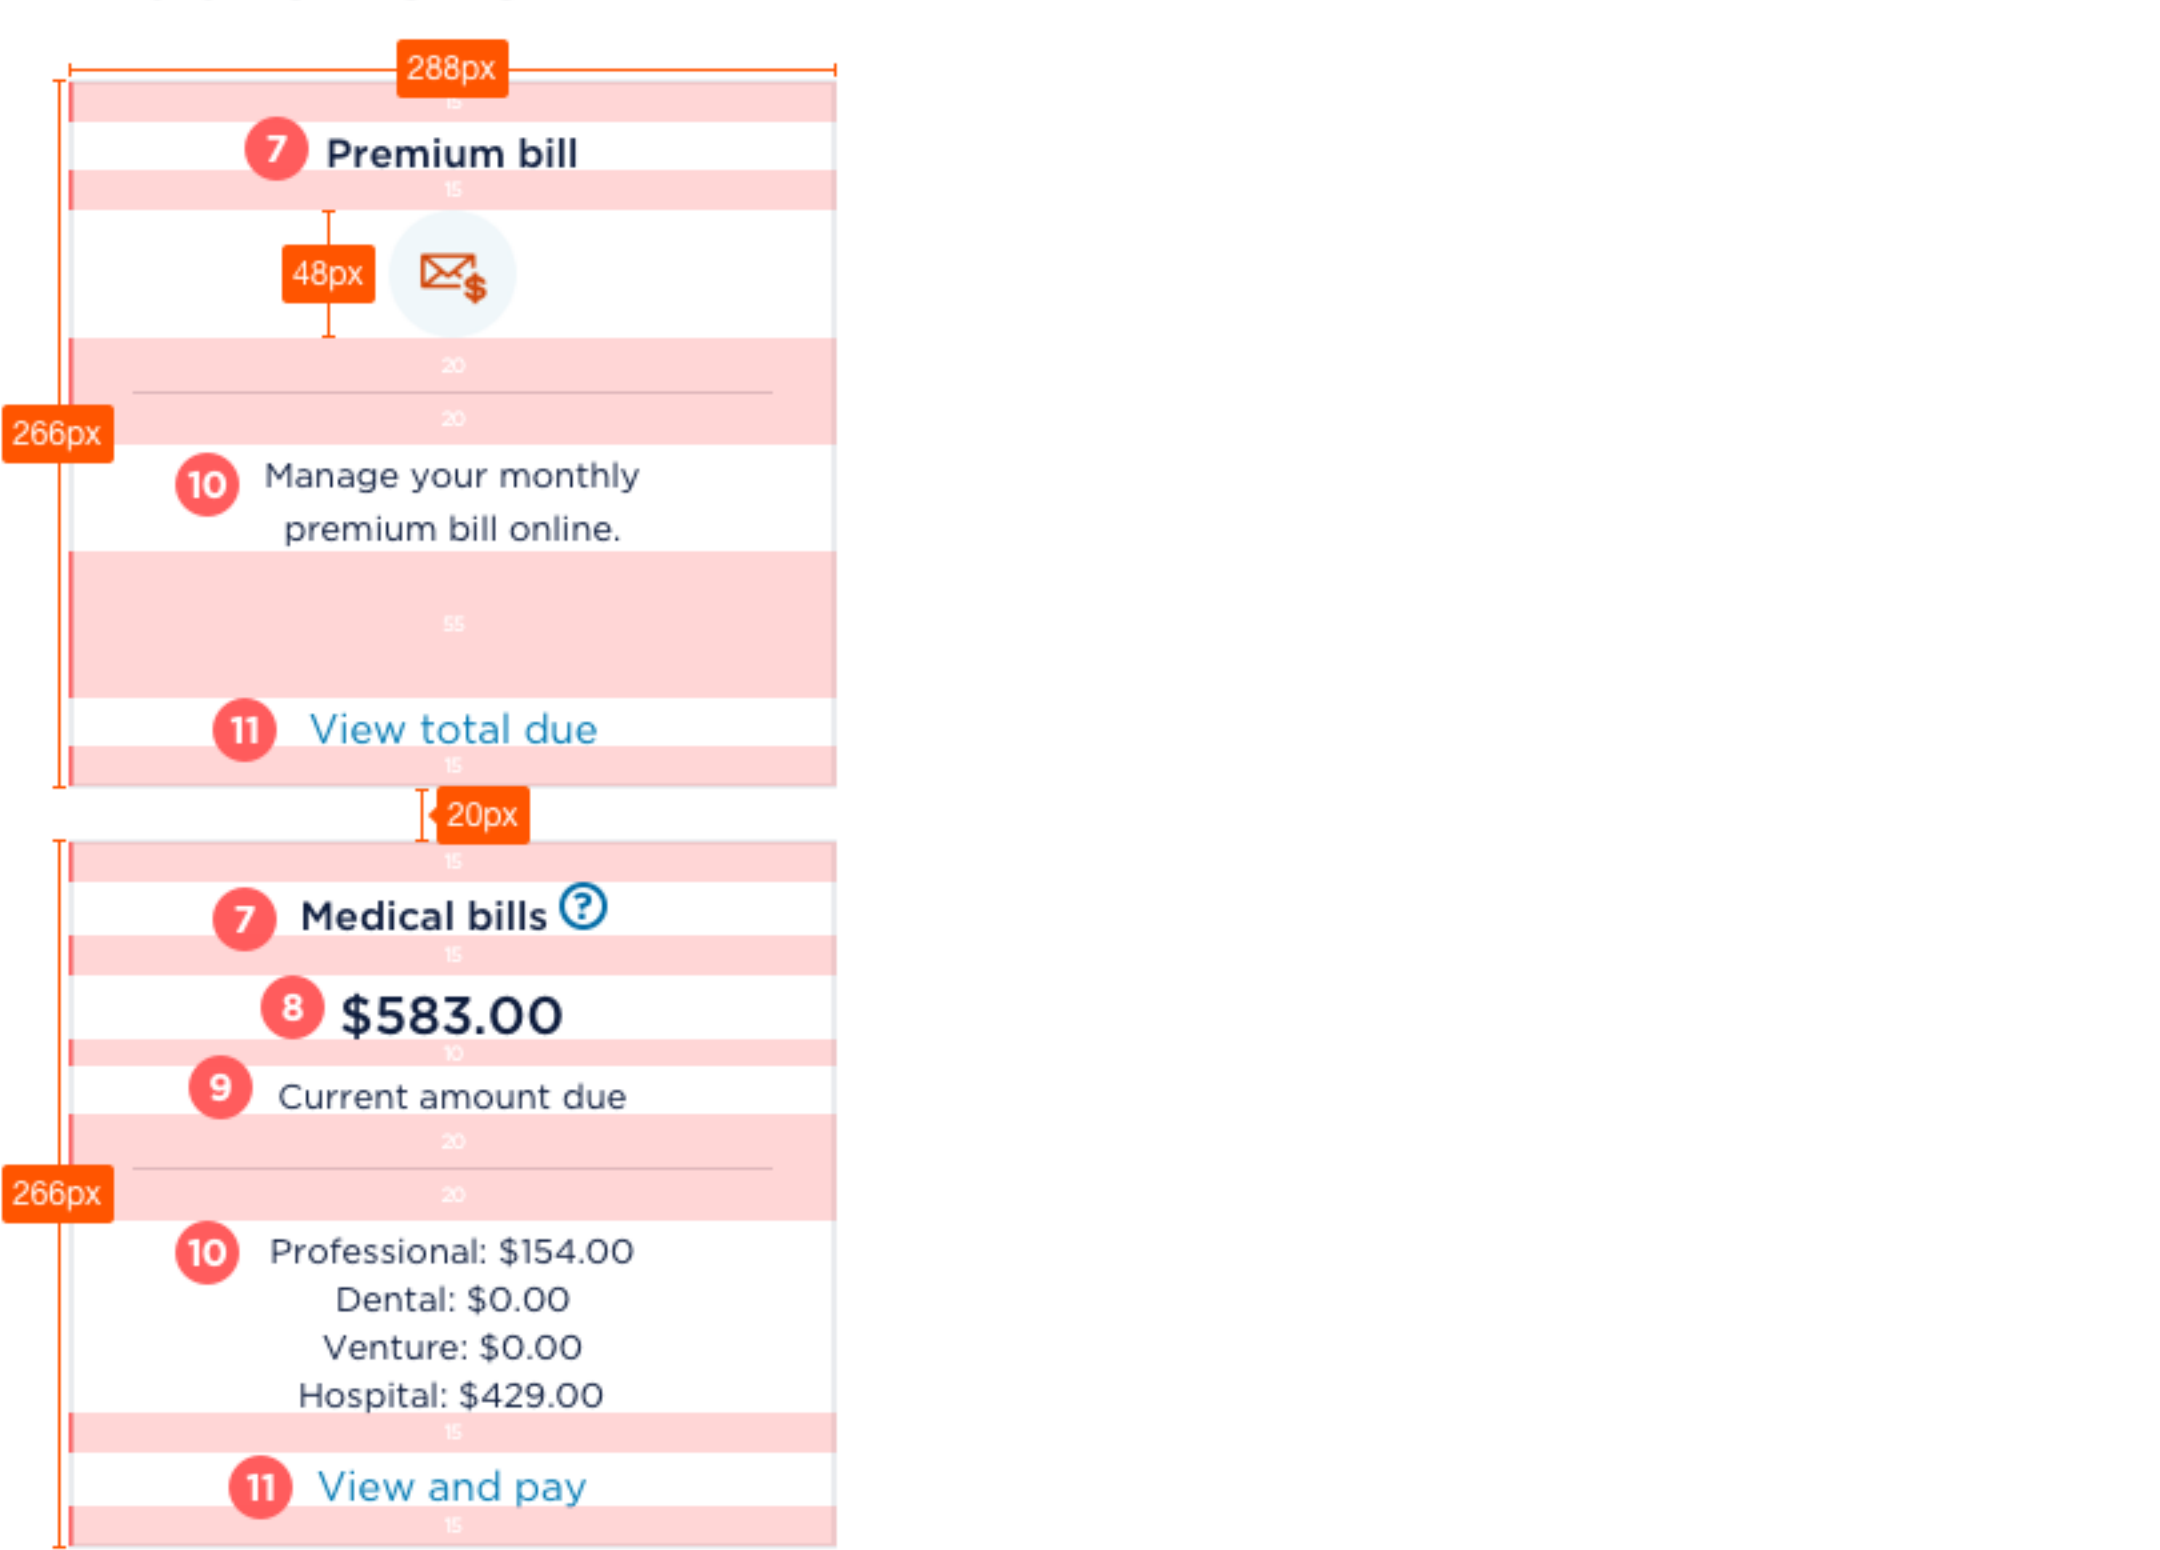 288px
15
7 Premium bill
15
48px
$
20
266px
20
10 Manage your monthly
premium bill online.
55
11 View total due
15
20px
15
7 Medical bills ?
15
8 $583.00
10
9 Current amount due
20
266px
20
10 Professional: $154.00
Dental: $0.00
Venture: $0.00
Hospital: $429.00
15
11 View and pay
15